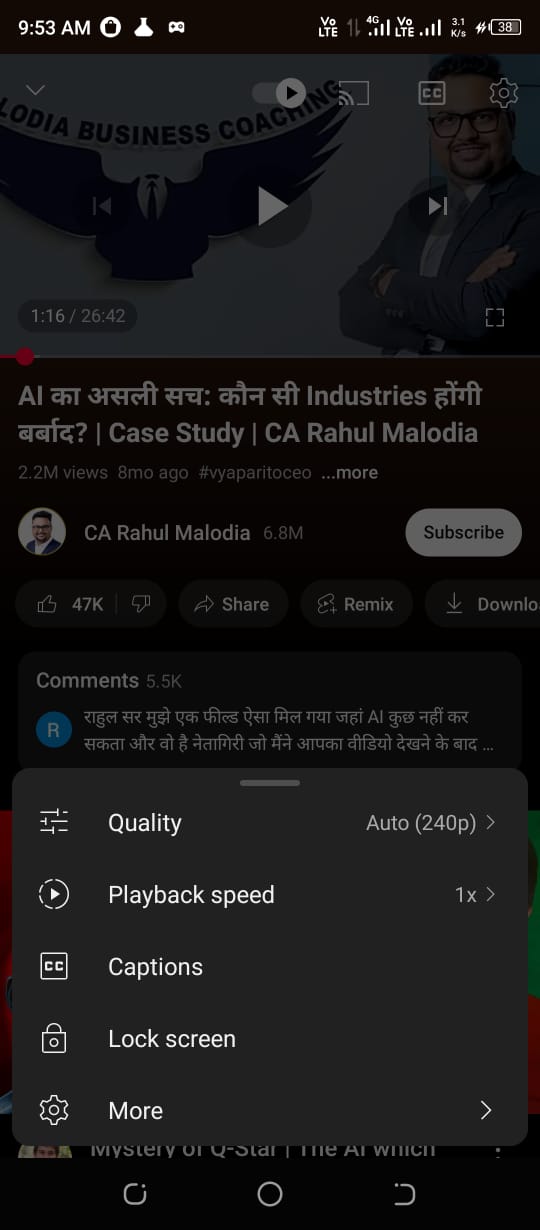 9:53 AM
Vo LTE 4G Vo LTE 3.1 K/s 38
LODIA BUSINESS COACHING
CC
1:16 / 26:42
AI का असली सच: कौन सी Industries होंगी
बर्बाद? | Case Study | CA Rahul Malodia
2.2M views 8mo ago #vyaparitoceo ...more
CA Rahul Malodia 6.8M
Subscribe
47K Share Remix Downlo
Comments 5.5K
R
राहुल सर मुझे एक फील्ड ऐसा मिल गया जहां AI कुछ नहीं कर
सकता और वो है नेतागिरी जो मैंने आपका वीडियो देखने के बाद ...
Quality Auto (240p)
Playback speed 1x
CC Captions
Lock screen
More
Mystery of Q-Star | The AI which